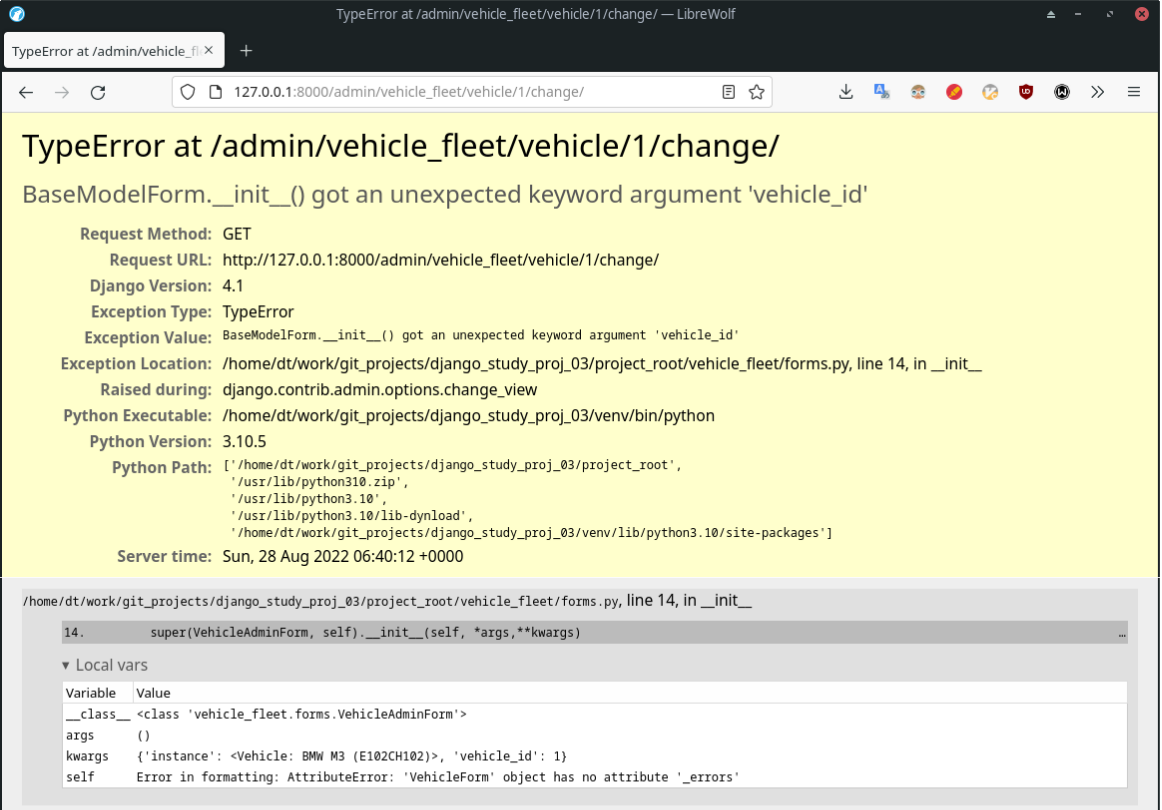 TypeError at /admin/vehicle_fleet/vehicle/1/change/ — LibreWolf
TypeError at /admin/vehicle_fl
127.0.0.1:8000/admin/vehicle_fleet/vehicle/1/change/
TypeError at /admin/vehicle_fleet/vehicle/1/change/
BaseModelForm.__init__() got an unexpected keyword argument 'vehicle_id'
Request Method: GET
Request URL: http://127.0.0.1:8000/admin/vehicle_fleet/vehicle/1/change/
Django Version: 4.1
Exception Type: TypeError
Exception Value: BaseModelForm.__init__() got an unexpected keyword argument 'vehicle_id'
Exception Location: /home/dt/work/git_projects/django_study_proj_03/project_root/vehicle_fleet/forms.py, line 14, in __init__
Raised during: django.contrib.admin.options.change_view
Python Executable: /home/dt/work/git_projects/django_study_proj_03/venv/bin/python
Python Version: 3.10.5
Python Path: ['/home/dt/work/git_projects/django_study_proj_03/project_root',
'/usr/lib/python310.zip',
'/usr/lib/python3.10',
'/usr/lib/python3.10/lib-dynload',
'/home/dt/work/git_projects/django_study_proj_03/venv/lib/python3.10/site-packages']
Server time: Sun, 28 Aug 2022 06:40:12 +0000
/home/dt/work/git_projects/django_study_proj_03/project_root/vehicle_fleet/forms.py, line 14, in __init__
14. super(VehicleAdminForm, self).__init__(self, *args,**kwargs) …
▼ Local vars
Variable Value
__class__ <class 'vehicle_fleet.forms.VehicleAdminForm'>
args ()
kwargs {'instance': <Vehicle: BMW M3 (E102CH102)>, 'vehicle_id': 1}
self Error in formatting: AttributeError: 'VehicleForm' object has no attribute '_errors'